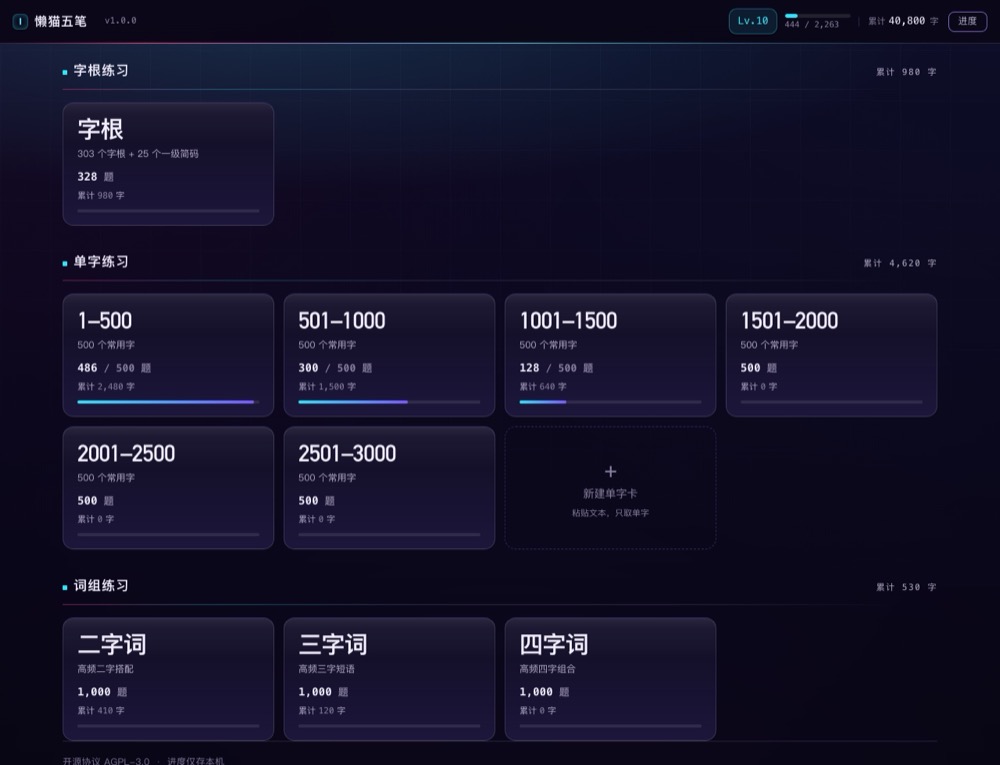 懒猫五笔 v1.0.0 Lv.10 444 / 2,263 累计 40,800 字 进度
字根练习 累计 980 字
字根
303 个字根 + 25 个一级简码
328 题
累计 980 字
单字练习 累计 4,620 字
1–500
500 个常用字
486 / 500 题
累计 2,480 字
501–1000
500 个常用字
300 / 500 题
累计 1,500 字
1001–1500
500 个常用字
128 / 500 题
累计 640 字
1501–2000
500 个常用字
500 题
累计 0 字
2001–2500
500 个常用字
500 题
累计 0 字
2501–3000
500 个常用字
500 题
累计 0 字
+
新建单字卡
粘贴文本，只取单字
词组练习 累计 530 字
二字词
高频二字搭配
1,000 题
累计 410 字
三字词
高频三字短语
1,000 题
累计 120 字
四字词
高频四字组合
1,000 题
累计 0 字
开源协议 AGPL-3.0 · 进度仅存本机